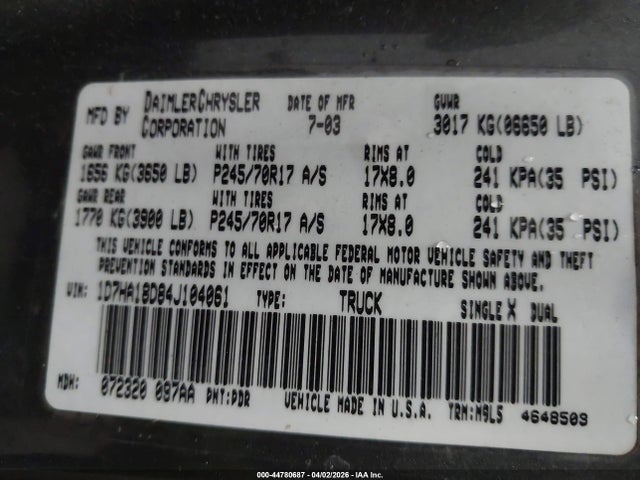 MFD BY DAIMLERCHRYSLER CORPORATION DATE OF MFR 7-03 GVWR 3017 KG(06650 LB)
GAWR FRONT WITH TIRES RIMS AT COLD
1656 KG(3650 LB) P245/70R17 A/S 17X8.0 241 KPA(35 PSI)
GAWR REAR WITH TIRES RIMS AT COLD
1770 KG(3900 LB) P245/70R17 A/S 17X8.0 241 KPA(35 PSI)
THIS VEHICLE CONFORMS TO ALL APPLICABLE FEDERAL MOTOR VEHICLE SAFETY AND THEFT
PREVENTION STANDARDS IN EFFECT ON THE DATE OF MANUFACTURE SHOWN ABOVE.
VIN: 1D7HA18D84J104061 TYPE: TRUCK SINGLE X DUAL
MDH: 072320 097AA PNT:PDR VEHICLE MADE IN U.S.A. TRM:M9L5 4648509
000-44780687 - 04/02/2026 - IAA Inc.